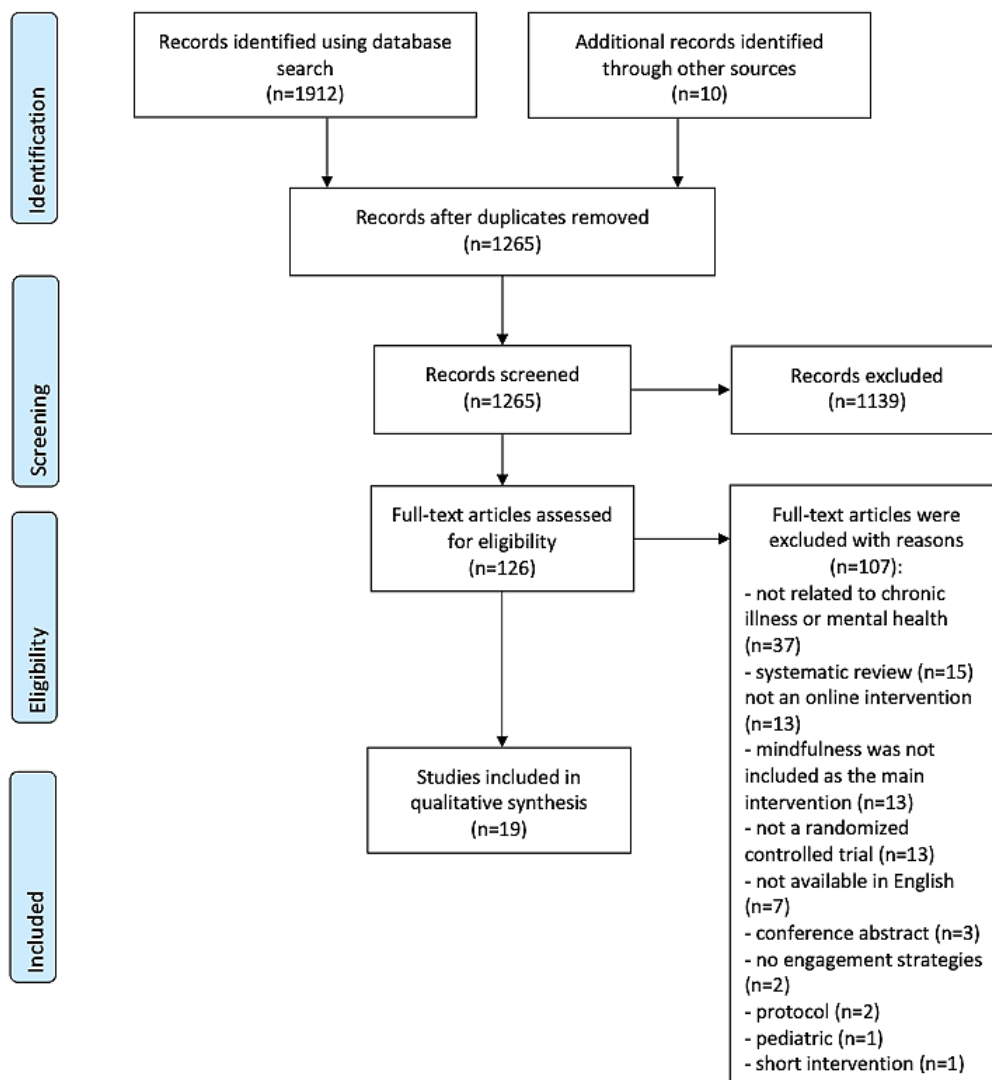 Identification
Records identified using database
search
(n=1912)
Additional records identified
through other sources
(n=10)
Records after duplicates removed
(n=1265)
Screening
Records screened
(n=1265)
Records excluded
(n=1139)
Eligibility
Full-text articles assessed
for eligibility
(n=126)
Full-text articles were
excluded with reasons
(n=107):
- not related to chronic
illness or mental health
(n=37)
- systematic review (n=15)
not an online intervention
(n=13)
- mindfulness was not
included as the main
intervention (n=13)
- not a randomized
controlled trial (n=13)
- not available in English
(n=7)
- conference abstract (n=3)
- no engagement strategies
(n=2)
- protocol (n=2)
- pediatric (n=1)
- short intervention (n=1)
Included
Studies included in
qualitative synthesis
(n=19)